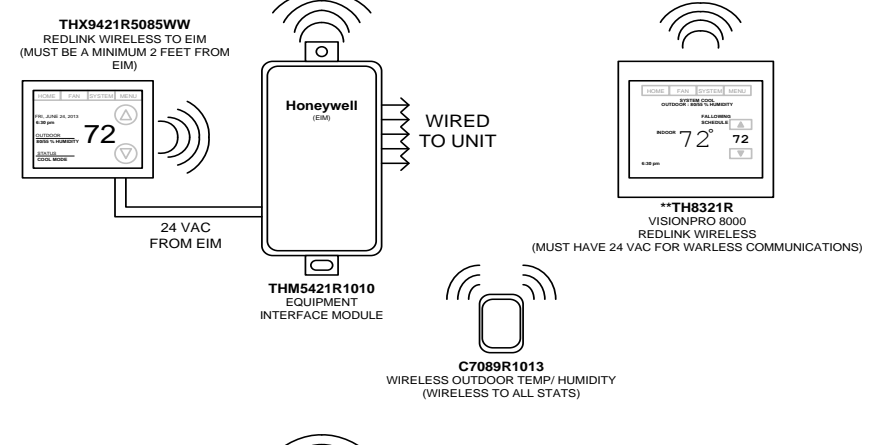 THX9421R5085WW
REDLINK WIRELESS TO EIM
(MUST BE A MINIMUM 2 FEET FROM
EIM)
HOME FAN SYSTEM MENU
FRI, JUNE 24, 2013
6:30 pm
OUTDOOR
80/55 % HUMIDITY
STATUS
COOL MODE
72
24 VAC
FROM EIM
Honeywell
(EIM)
WIRED
TO UNIT
THM5421R1010
EQUIPMENT
INTERFACE MODULE
HOME FAN SYSTEM MENU
SYSTEM COOL
OUTDOOR : 80/55 % HUMIDITY
FALLOWING
SCHEDULE
INDOOR 72° 72
6:30 pm
**TH8321R
VISIONPRO 8000
REDLINK WIRELESS
(MUST HAVE 24 VAC FOR WARLESS COMMUNICATIONS)
C7089R1013
WIRELESS OUTDOOR TEMP/ HUMIDITY
(WIRELESS TO ALL STATS)